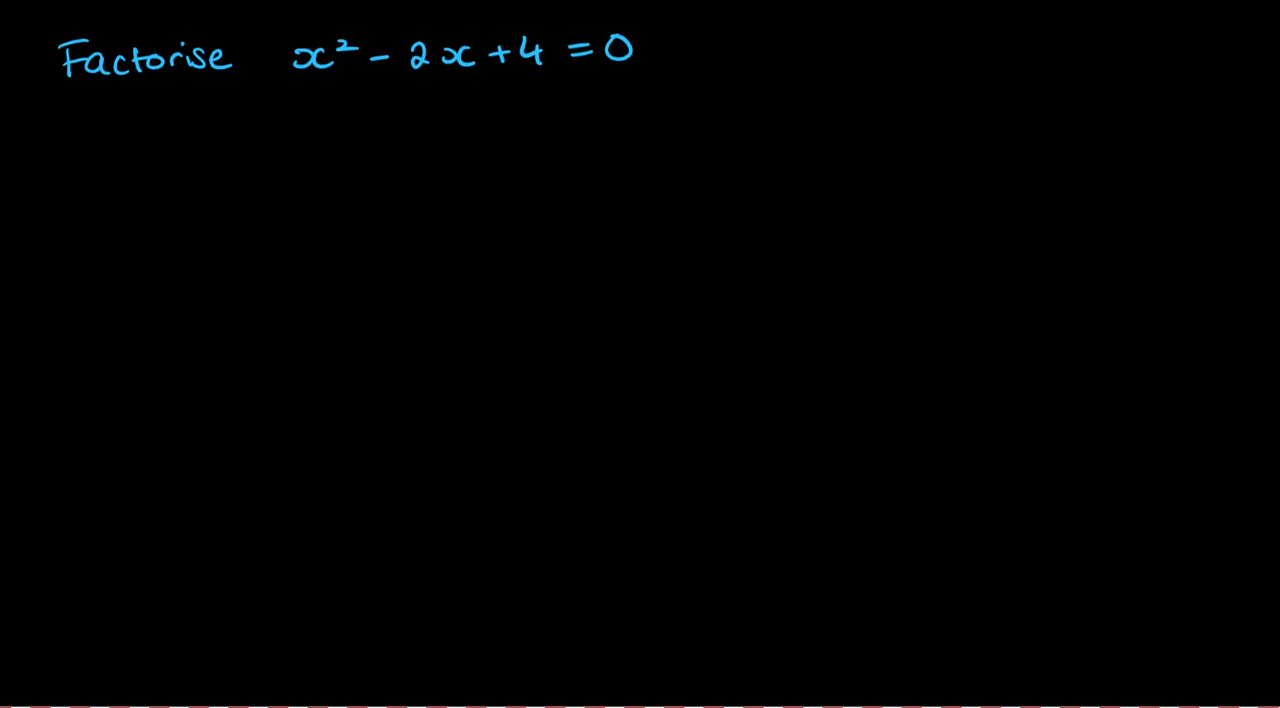 Factorise x² - 2x + 4 = 0